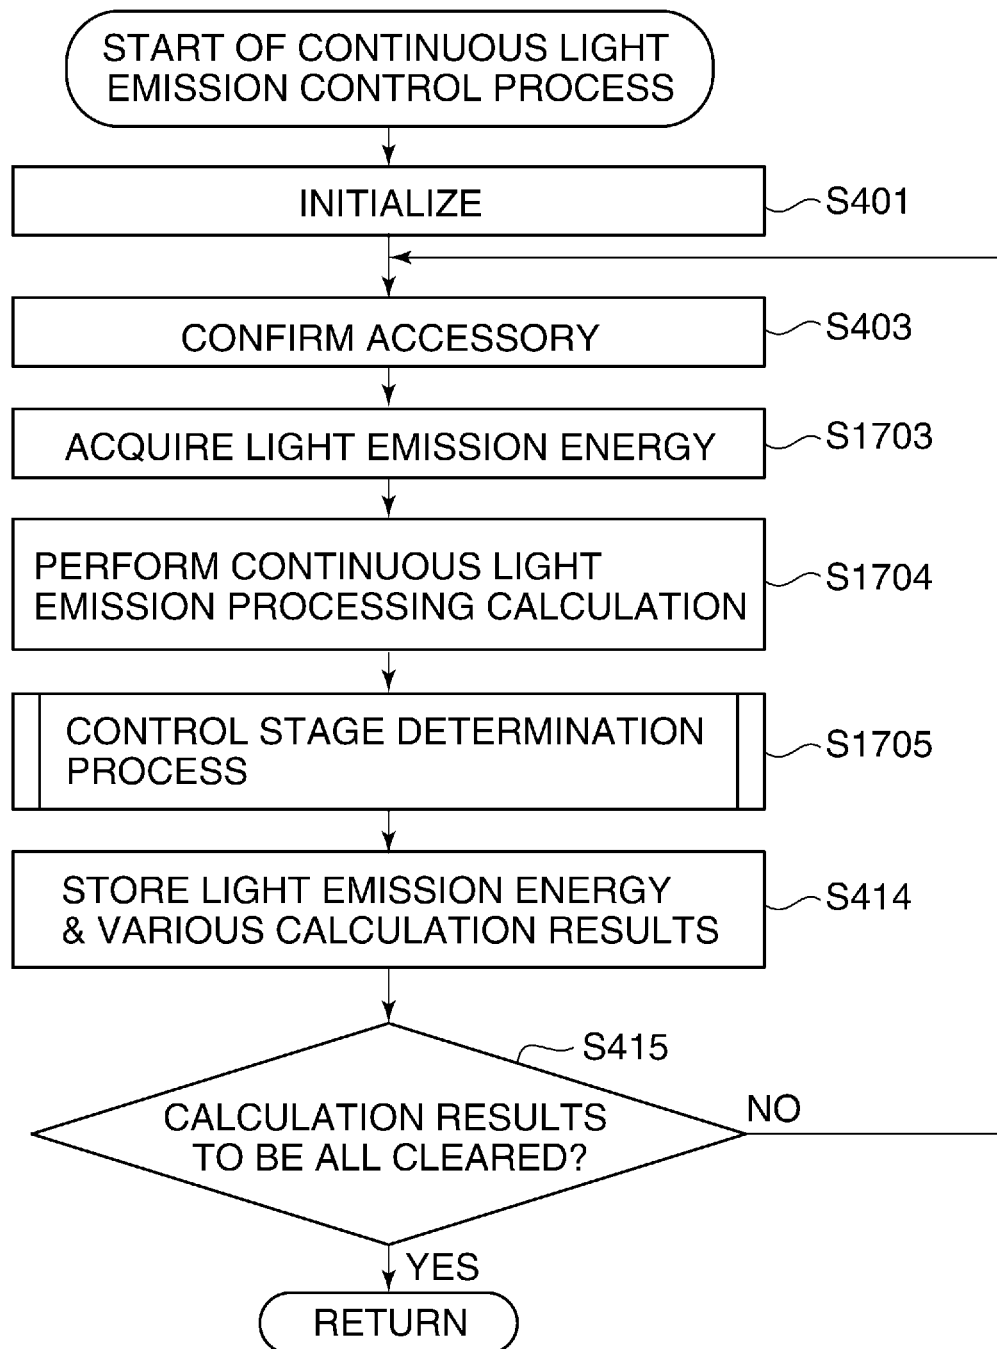 START OF CONTINUOUS LIGHT
EMISSION CONTROL PROCESS
INITIALIZE
S401
CONFIRM ACCESSORY
S403
ACQUIRE LIGHT EMISSION ENERGY
S1703
PERFORM CONTINUOUS LIGHT
EMISSION PROCESSING CALCULATION
S1704
CONTROL STAGE DETERMINATION
PROCESS
S1705
STORE LIGHT EMISSION ENERGY
& VARIOUS CALCULATION RESULTS
S414
S415
CALCULATION RESULTS
TO BE ALL CLEARED?
NO
YES
RETURN